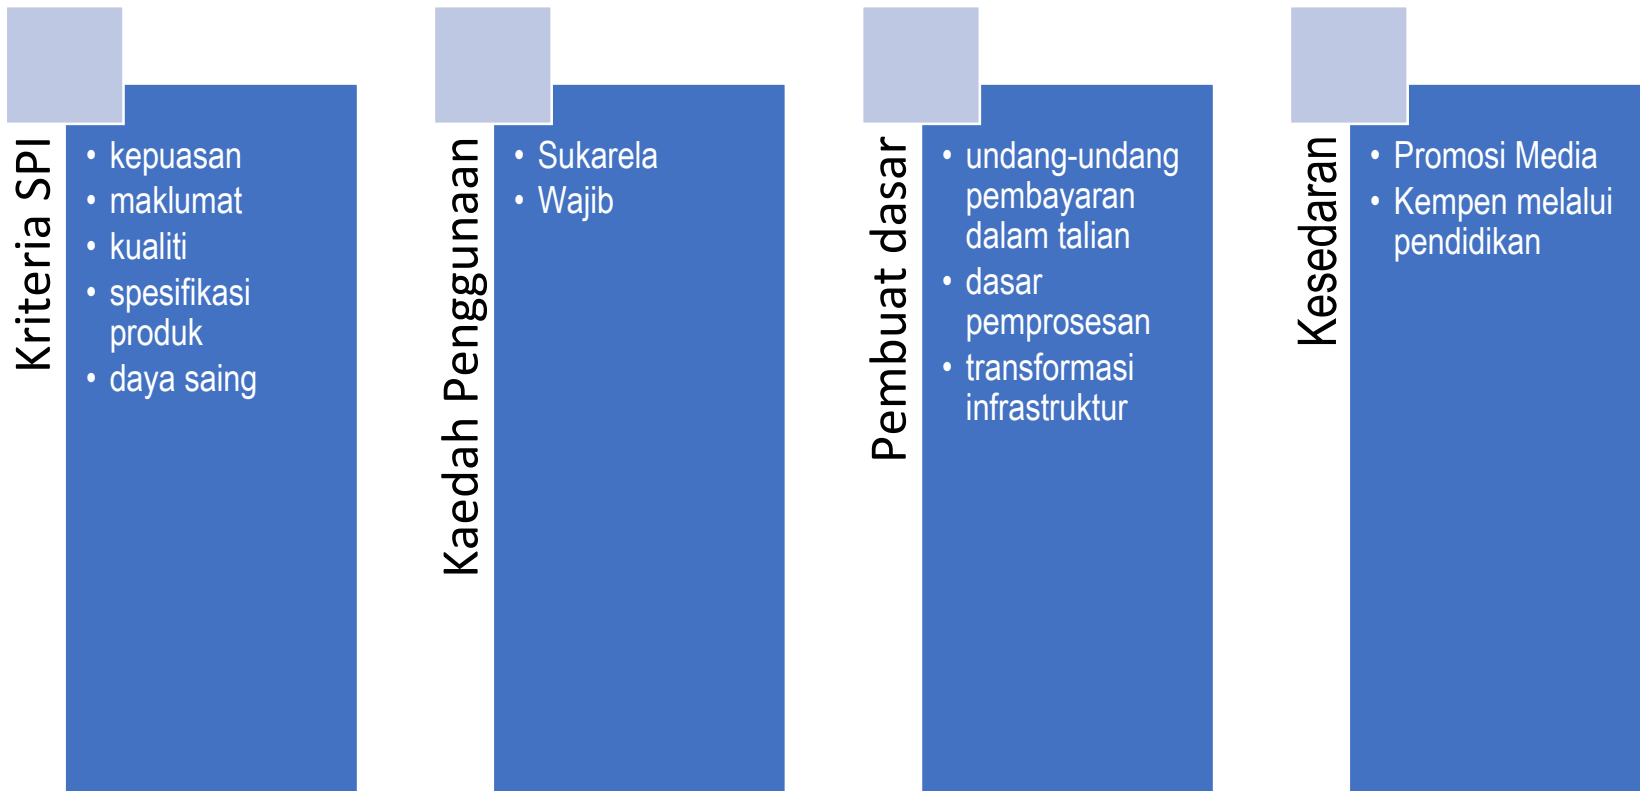 Kriteria SPI
• kepuasan
• maklumat
• kualiti
• spesifikasi
produk
• daya saing
Kaedah Penggunaan
• Sukarela
• Wajib
Pembuat dasar
• undang-undang
pembayaran
dalam talian
• dasar
pemprosesan
• transformasi
infrastruktur
Kesedaran
• Promosi Media
• Kempen melalui
pendidikan